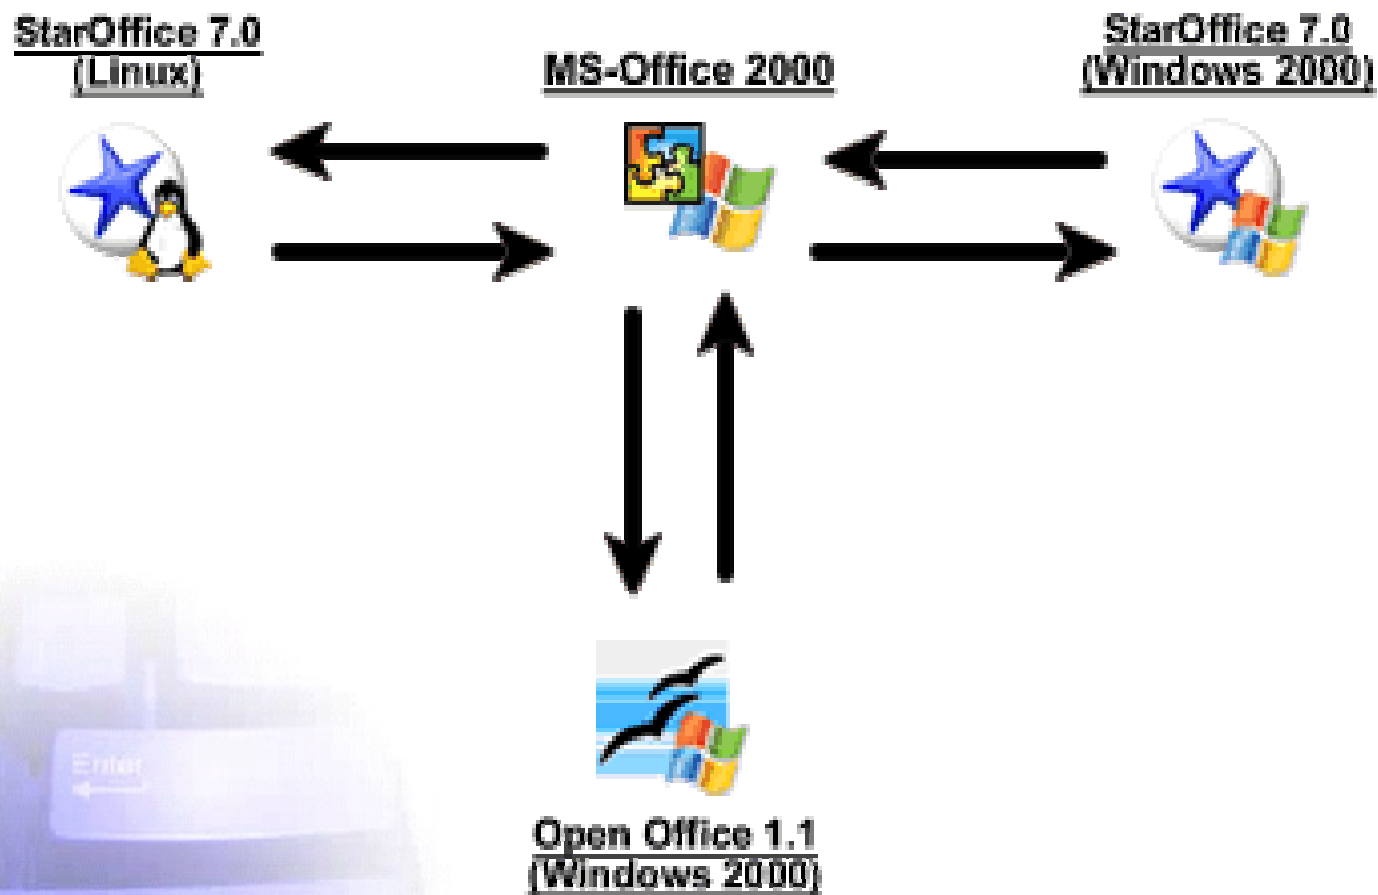 StarOffice 7.0
(Linux)
MS-Office 2000
StarOffice 7.0
(Windows 2000)
Enter
Open Office 1.1
(Windows 2000)